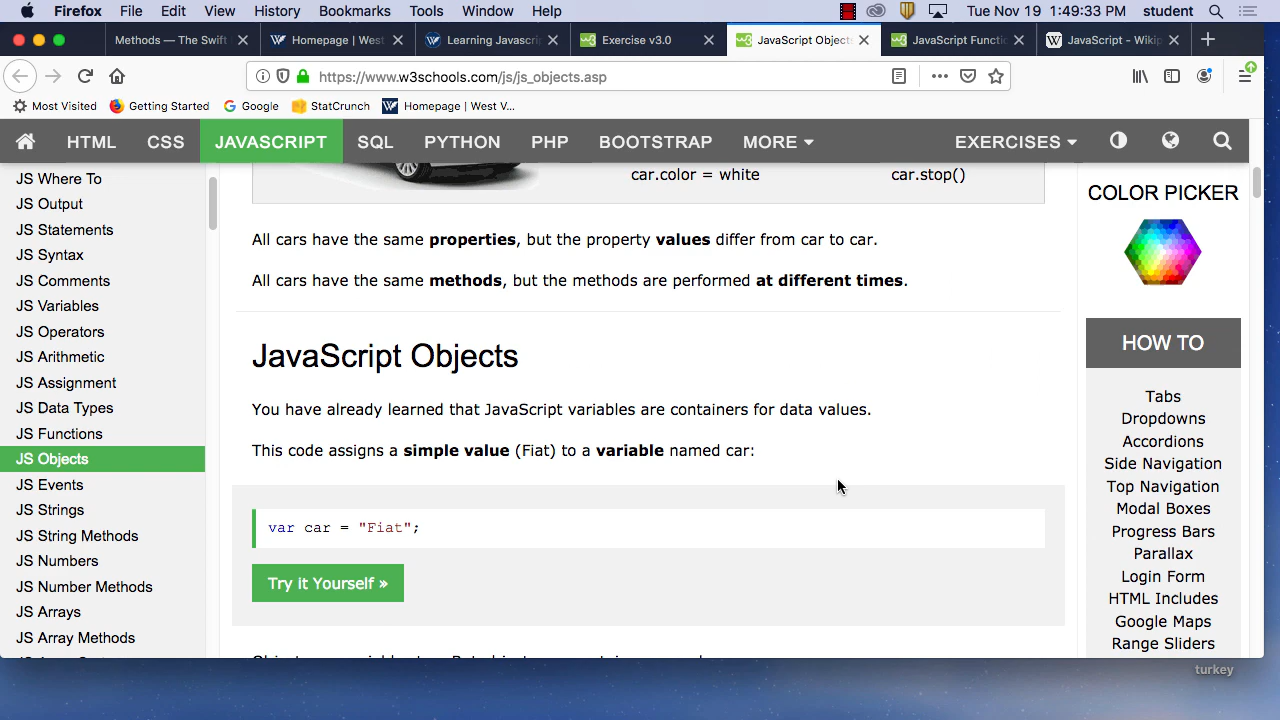 Firefox File Edit View History Bookmarks Tools Window Help Tue Nov 19 1:49:33 PM student
Methods — The Swift Homepage | West Learning Javascrip Exercise v3.0 JavaScript Objects JavaScript Functio JavaScript - Wikip
https://www.w3schools.com/js/js_objects.asp
Most Visited Getting Started Google StatCrunch Homepage | West V...
HTML CSS JAVASCRIPT SQL PYTHON PHP BOOTSTRAP MORE EXERCISES
JS Where To
JS Output
JS Statements
JS Syntax
JS Comments
JS Variables
JS Operators
JS Arithmetic
JS Assignment
JS Data Types
JS Functions
JS Objects
JS Events
JS Strings
JS String Methods
JS Numbers
JS Number Methods
JS Arrays
JS Array Methods
car.color = white car.stop()
All cars have the same properties, but the property values differ from car to car.
All cars have the same methods, but the methods are performed at different times.
JavaScript Objects
You have already learned that JavaScript variables are containers for data values.
This code assigns a simple value (Fiat) to a variable named car:
var car = "Fiat";
Try it Yourself »
COLOR PICKER
HOW TO
Tabs
Dropdowns
Accordions
Side Navigation
Top Navigation
Modal Boxes
Progress Bars
Parallax
Login Form
HTML Includes
Google Maps
Range Sliders
turkey